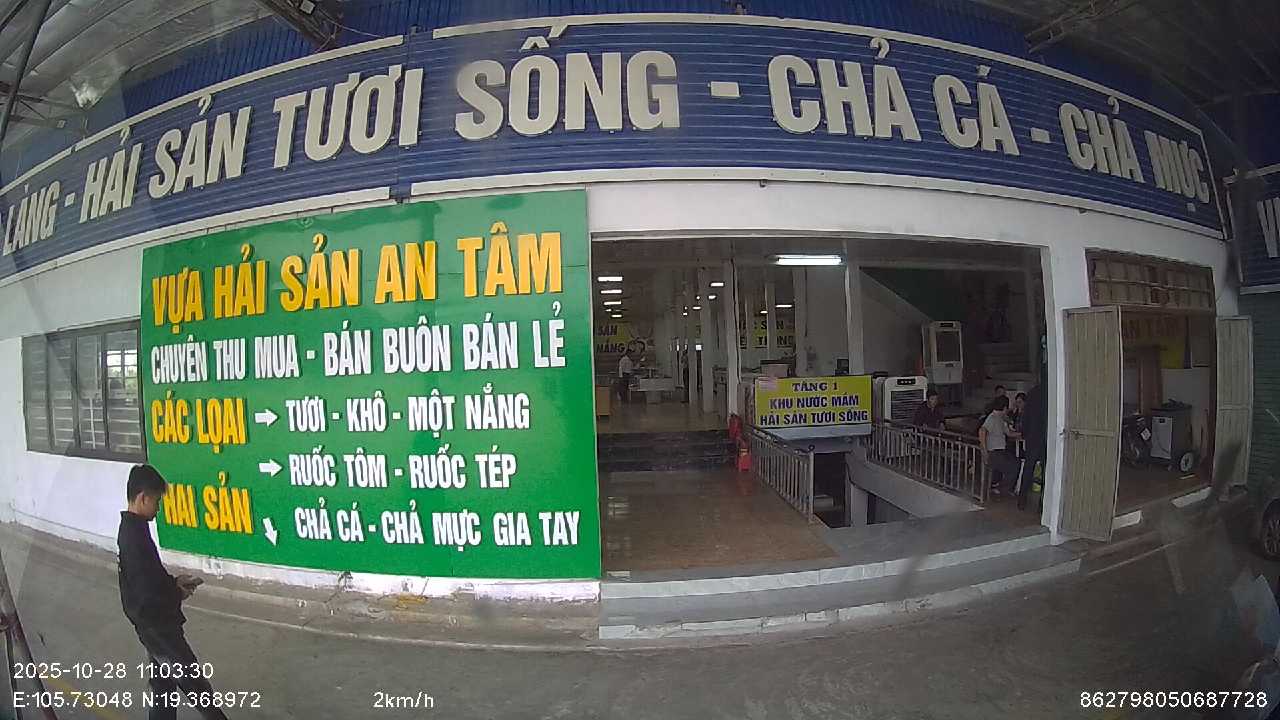 LÀNG - HẢI SẢN TƯƠI SỐNG - CHẢ CÁ - CHẢ MỰC
VỰA HẢI SẢN AN TÂM
CHUYÊN THU MUA - BÁN BUÔN BÁN LẺ
CÁC LOẠI → TƯƠI - KHÔ - MỘT NẮNG
→ RUỐC TÔM - RUỐC TÉP
HẢI SẢN ↘ CHẢ CÁ - CHẢ MỰC GIA TAY
TẦNG 1
KHU NƯỚC MẮM
HẢI SẢN TƯƠI SỐNG
2025-10-28 11:03:30
E:105.73048 N:19.368972 2km/h 862798050687728